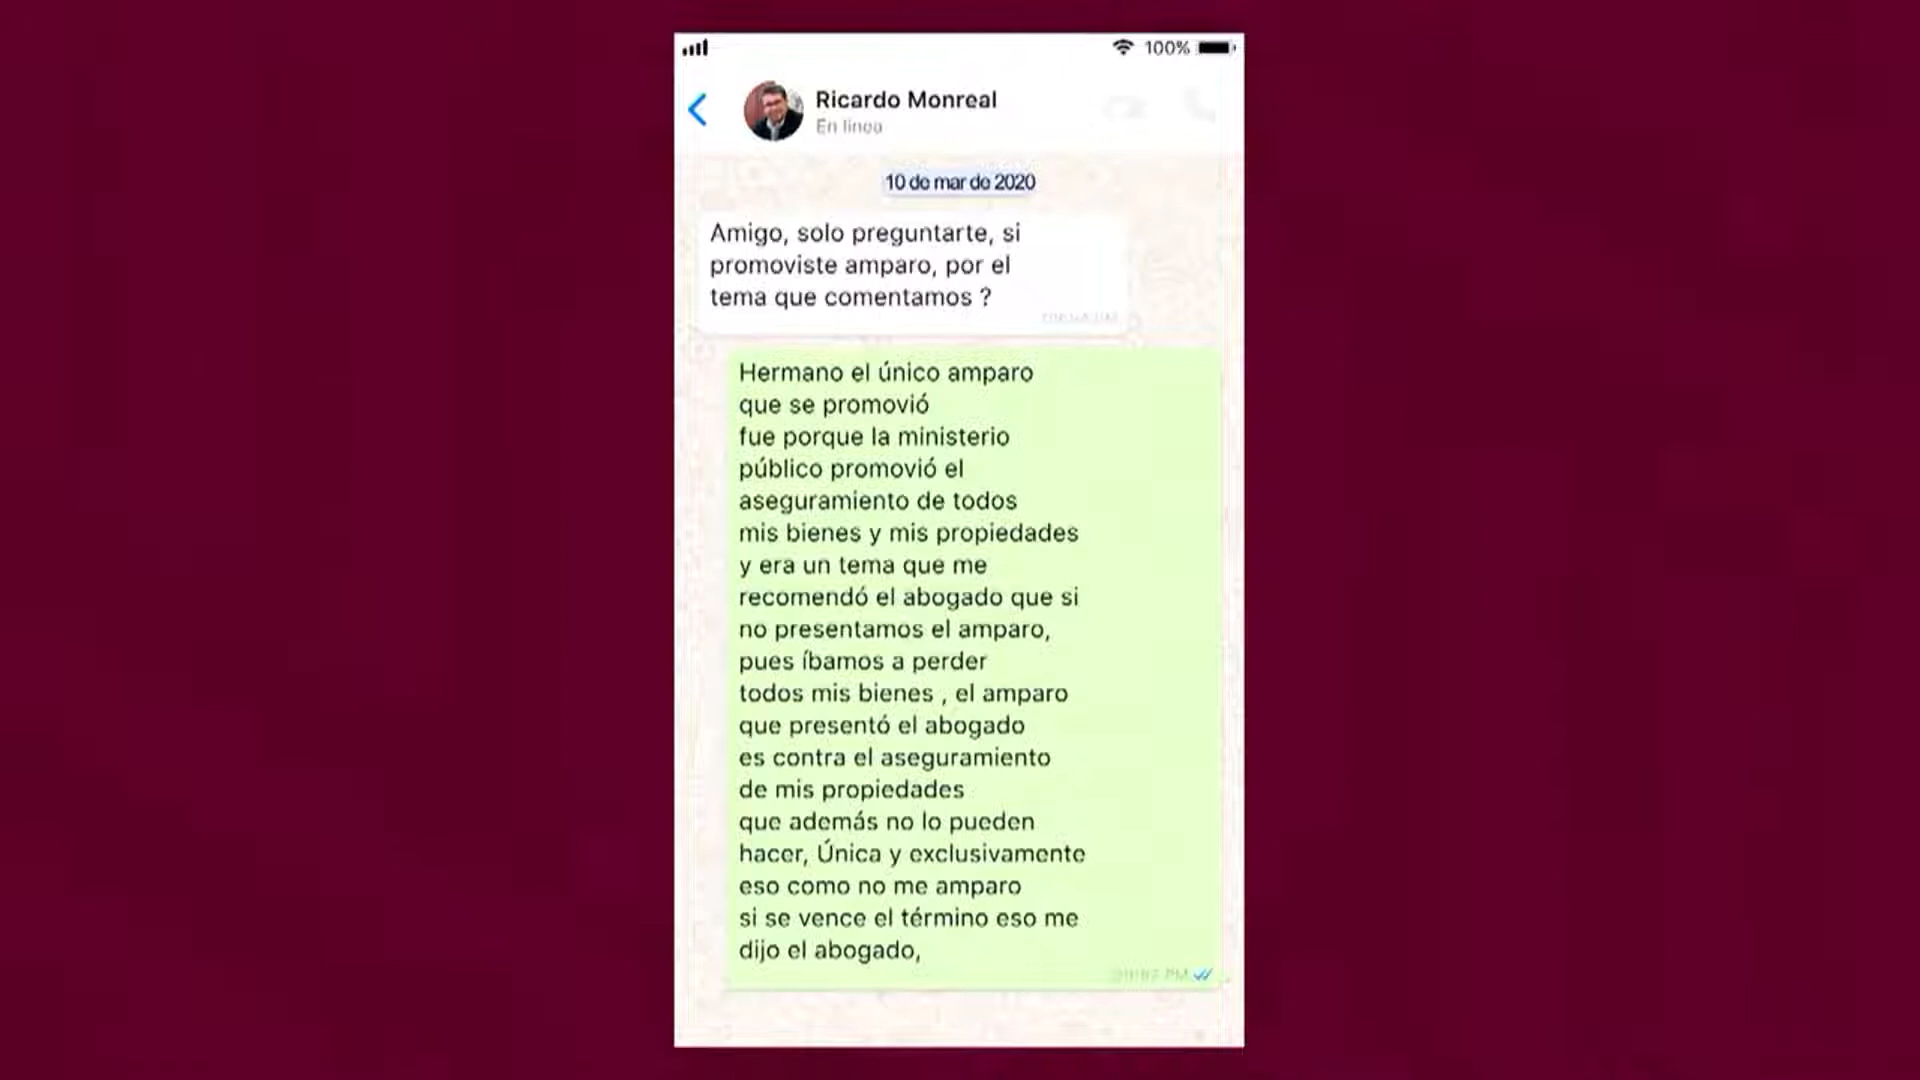 100%
Ricardo Monreal
En línea
10 de mar de 2020
Amigo, solo preguntarte, si
promoviste amparo, por el
tema que comentamos ?
Hermano el único amparo
que se promovió
fue porque la ministerio
público promovió el
aseguramiento de todos
mis bienes y mis propiedades
y era un tema que me
recomendó el abogado que si
no presentamos el amparo,
pues íbamos a perder
todos mis bienes , el amparo
que presentó el abogado
es contra el aseguramiento
de mis propiedades
que además no lo pueden
hacer, Única y exclusivamente
eso como no me amparo
si se vence el término eso me
dijo el abogado,
PM